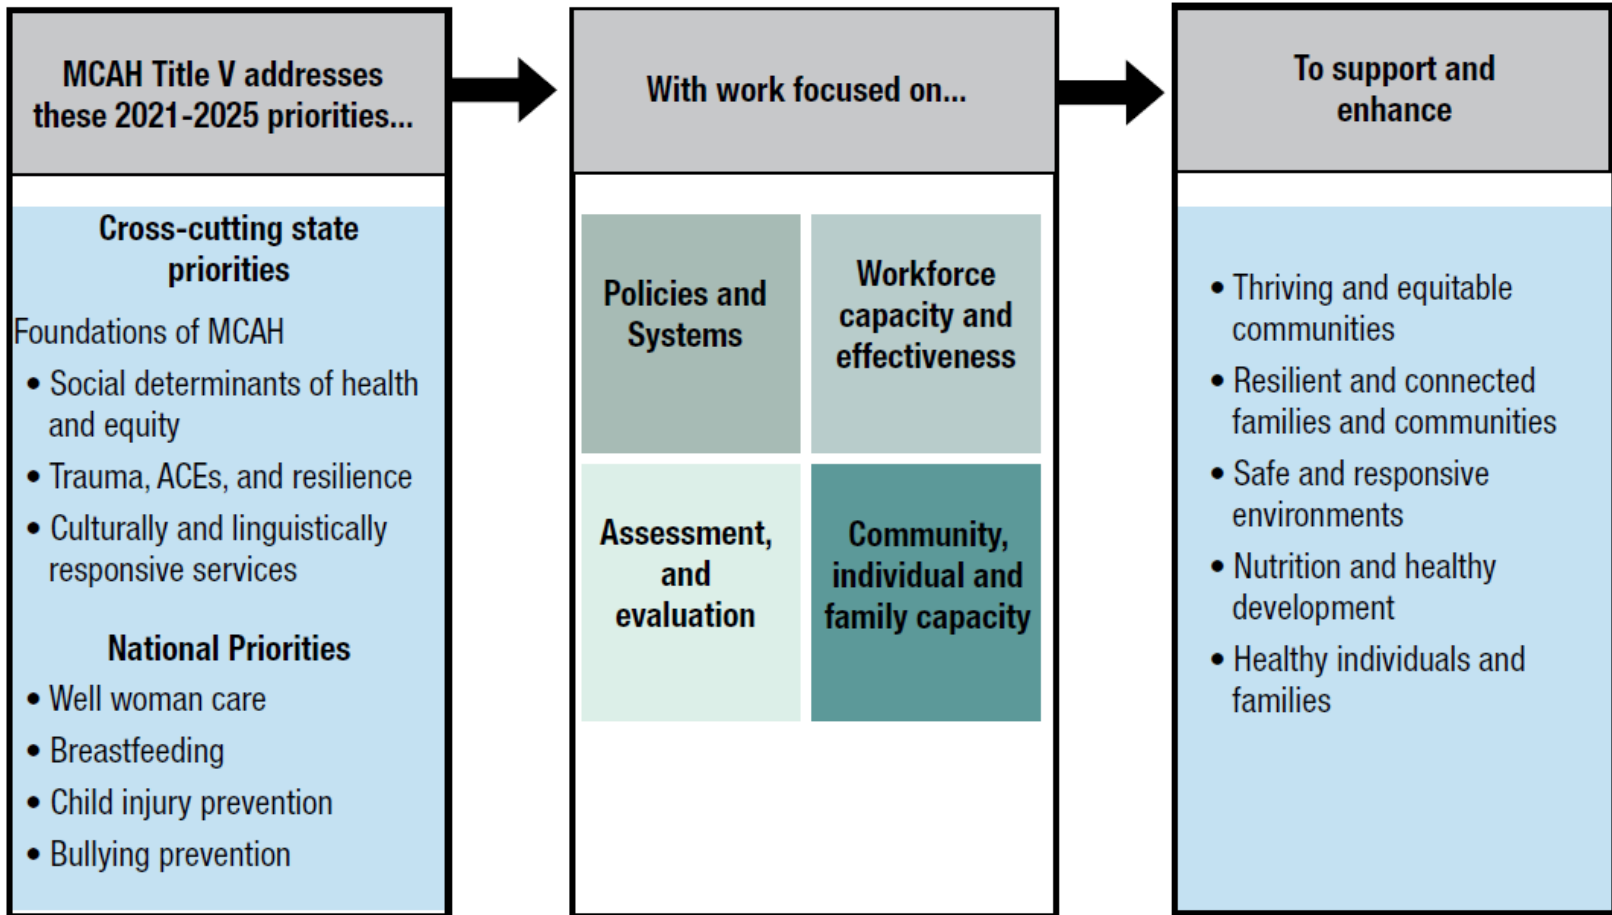 MCAH Title V addresses
these 2021-2025 priorities...
Cross-cutting state
priorities
Foundations of MCAH
• Social determinants of health
and equity
• Trauma, ACEs, and resilience
• Culturally and linguistically
responsive services
National Priorities
• Well woman care
• Breastfeeding
• Child injury prevention
• Bullying prevention
With work focused on...
Policies and
Systems
Workforce
capacity and
effectiveness
Assessment,
and
evaluation
Community,
individual and
family capacity
To support and
enhance
• Thriving and equitable
communities
• Resilient and connected
families and communities
• Safe and responsive
environments
• Nutrition and healthy
development
• Healthy individuals and
families